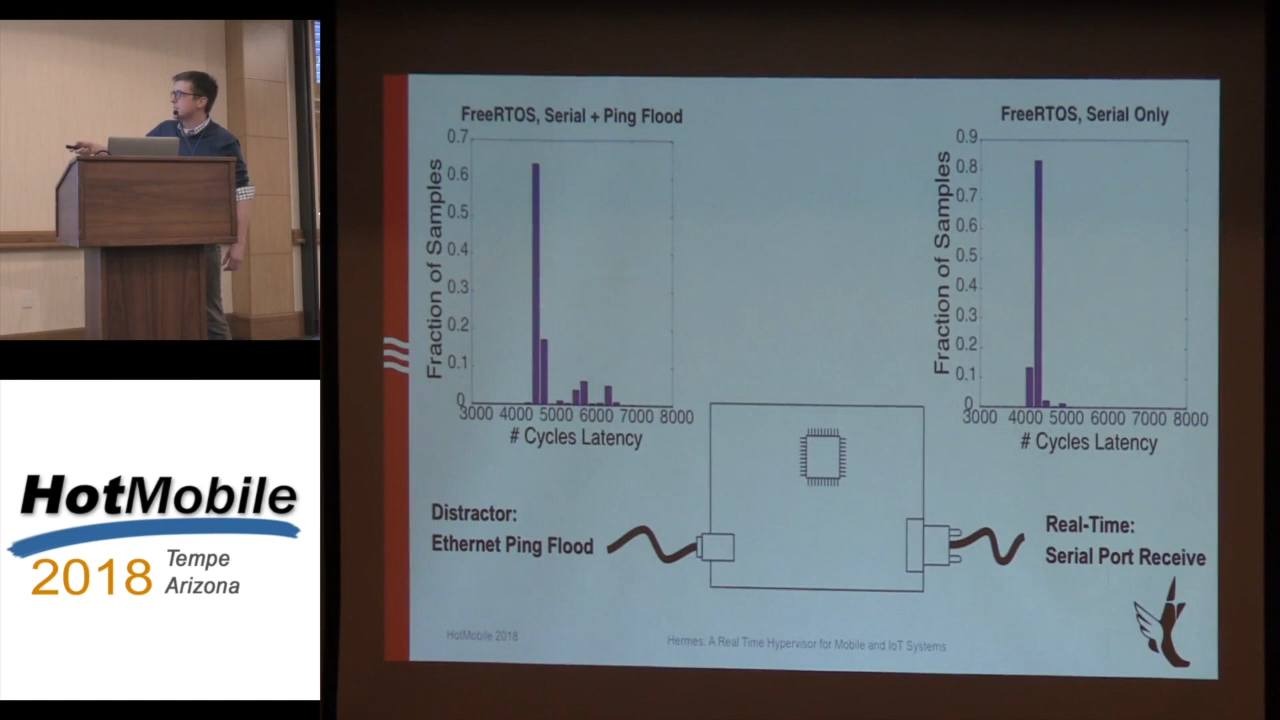 FreeRTOS, Serial + Ping Flood
0.7
0.6
0.5
0.4
0.3
0.2
0.1
0
Fraction of Samples
3000 4000 5000 6000 7000 8000
# Cycles Latency
FreeRTOS, Serial Only
0.9
0.8
0.7
0.6
0.5
0.4
0.3
0.2
0.1
0
Fraction of Samples
3000 4000 5000 6000 7000 8000
# Cycles Latency
Distractor:
Ethernet Ping Flood
Real-Time:
Serial Port Receive
HotMobile 2018
Hermes: A Real Time Hypervisor for Mobile and IoT Systems
HotMobile
2018
Tempe
Arizona